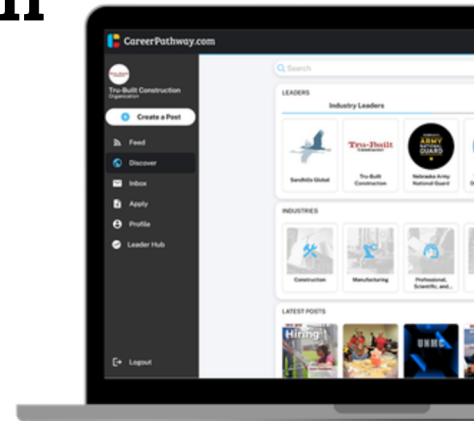 CareerPathway.com
Tru-Built Construction
Organization
Create a Post
Feed
Discover
Inbox
Apply
Profile
Leader Hub
Logout
Search
LEADERS
Industry Leaders
Sandhills Global
Tru-Built
Tru-Built
Construction
ARMY
NATIONAL
GUARD
Nebraska Army
National Guard
INDUSTRIES
Construction
Manufacturing
Professional,
Scientific, and...
LATEST POSTS
Hiring
UNMC